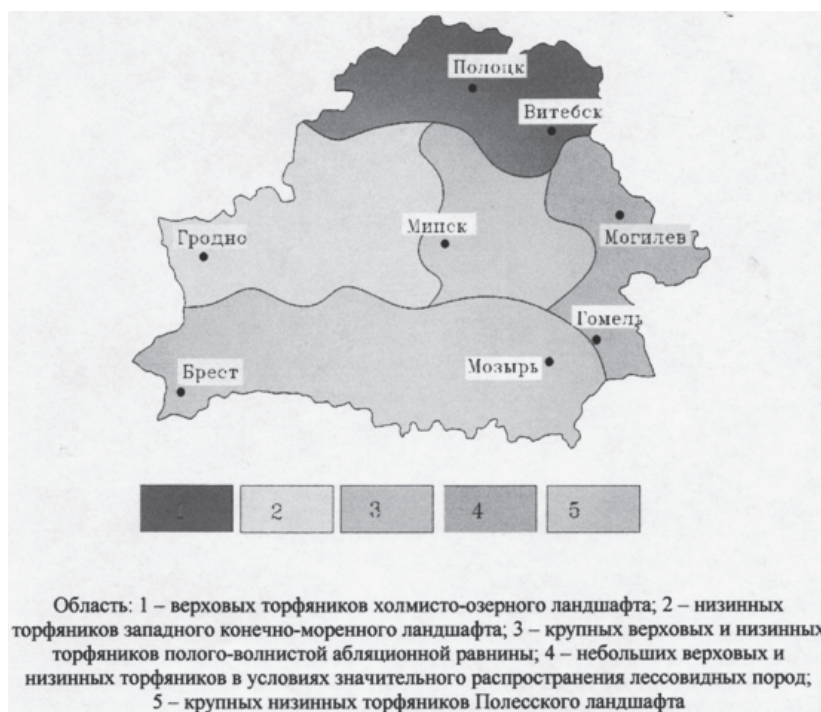 Полоцк
Витебск
Минск
Гродно
Могилев
Гомель
Мозырь
Брест
1 2 3 4 5
Область: 1 – верховых торфяников холмисто-озерного ландшафта; 2 – низинных
торфяников западного конечно-моренного ландшафта; 3 – крупных верховых и низинных
торфяников полого-волнистой абляционной равнины; 4 – небольших верховых и
низинных торфяников в условиях значительного распространения лессовидных пород;
5 – крупных низинных торфяников Полесского ландшафта